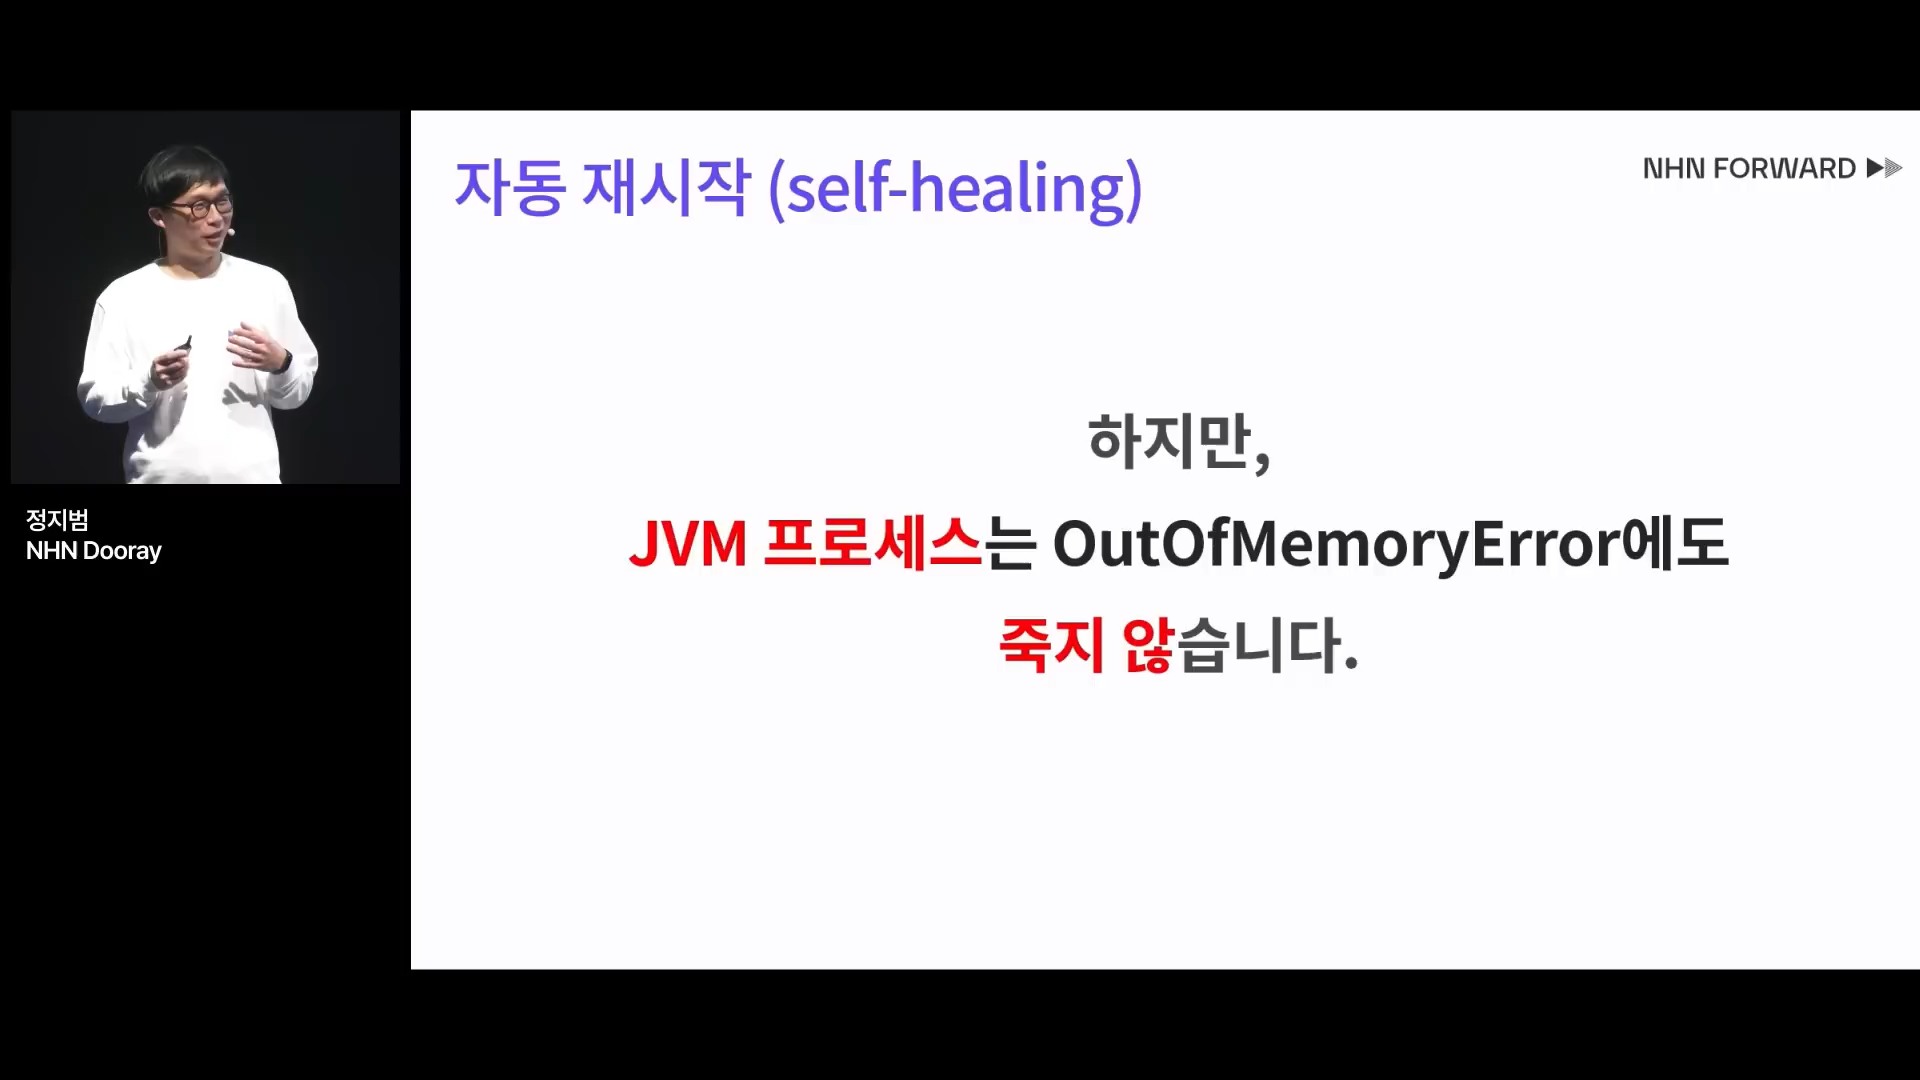 자동 재시작 (self-healing)
NHN FORWARD
하지만,
JVM 프로세스는 OutOfMemoryError에도
죽지 않습니다.
정지범
NHN Dooray